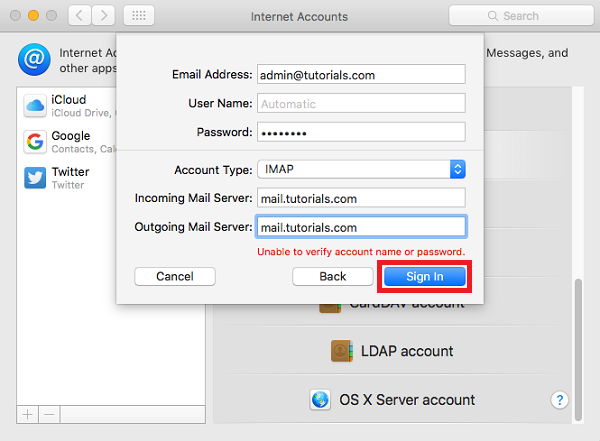 Internet Accounts
Search
Internet Ac
Messages, and
other apps
iCloud
iCloud Drive,
Google
Contacts, Cale
Twitter
Twitter
Email Address: admin@tutorials.com
User Name: Automatic
Password: ••••••••
Account Type: IMAP
Incoming Mail Server: mail.tutorials.com
Outgoing Mail Server: mail.tutorials.com
Unable to verify account name or password.
Cancel
Back
Sign In
CardDAV account
LDAP account
OS X Server account
?